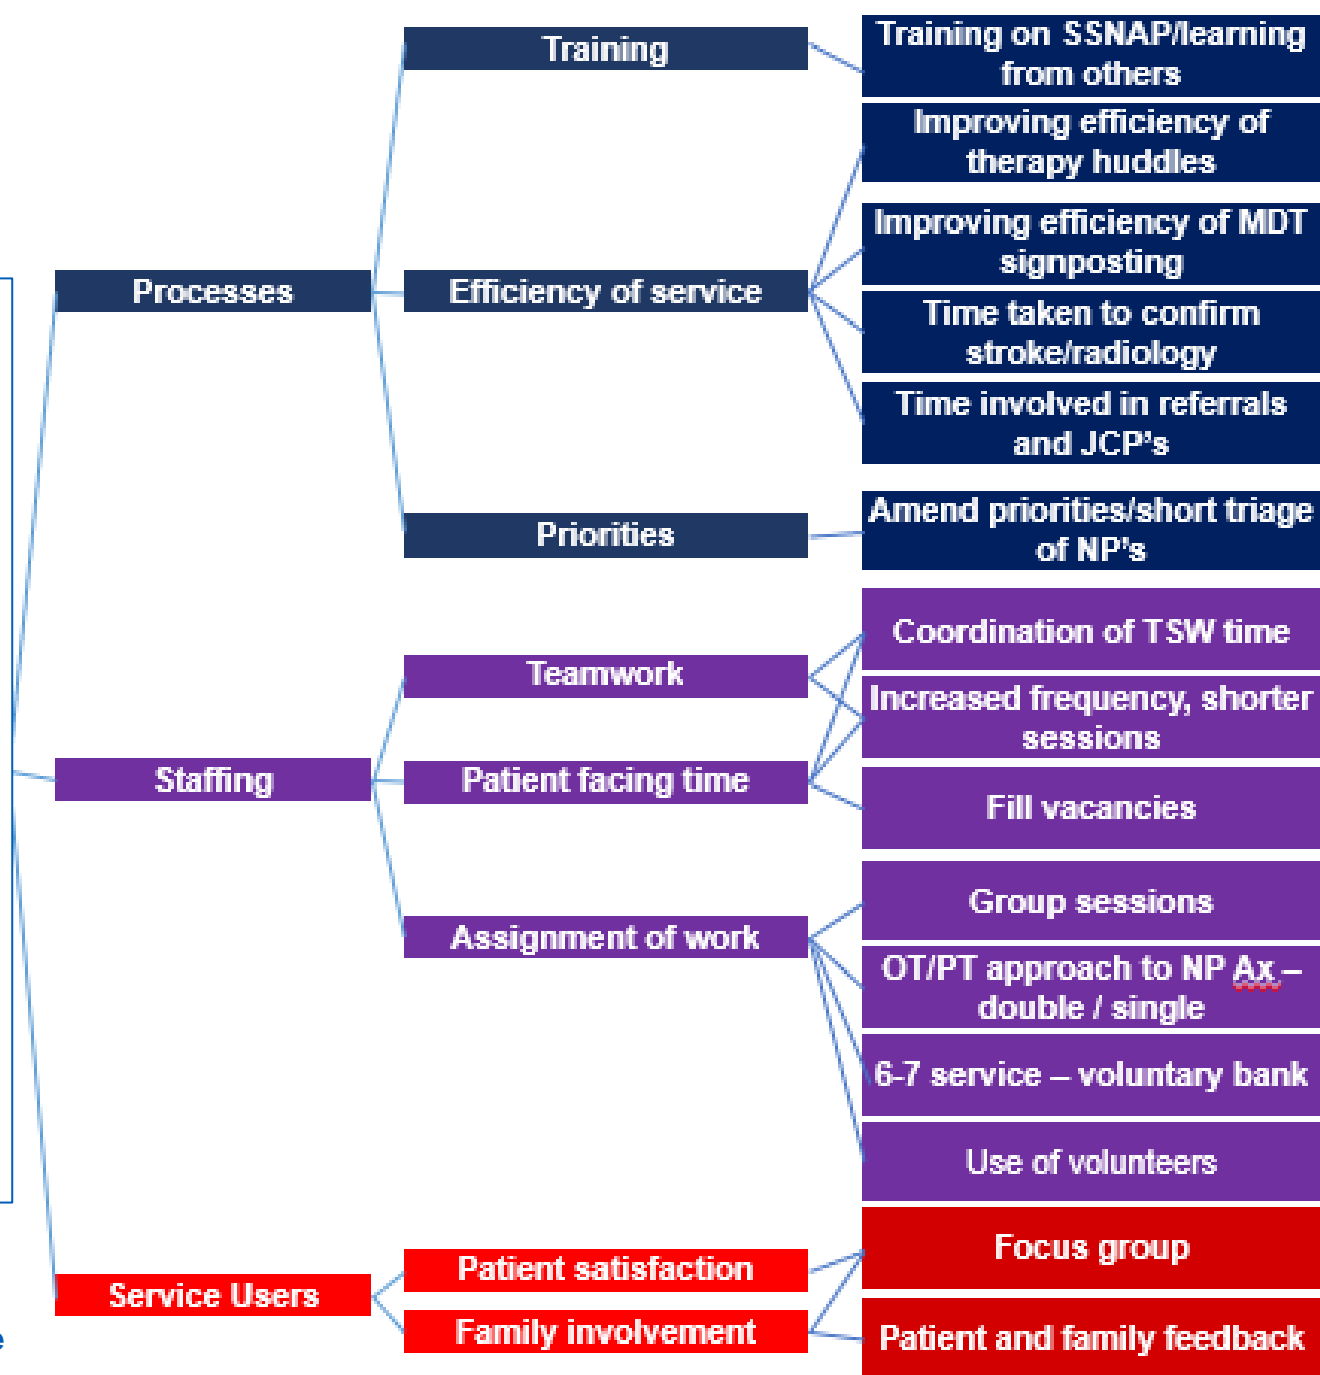 Training
Training on SSNAP/learning
from others
Improving efficiency of
therapy huddles
Improving efficiency of MDT
signposting
Processes
Efficiency of service
Time taken to confirm
stroke/radiology
Time involved in referrals
and JCP's
Priorities
Amend priorities/short triage
of NP's
Coordination of TSW time
Teamwork
Increased frequency, shorter
sessions
Staffing
Patient facing time
Fill vacancies
Group sessions
Assignment of work
OT/PT approach to NP Ax –
double / single
6-7 service – voluntary bank
Use of volunteers
Focus group
Patient satisfaction
Service Users
Family involvement
Patient and family feedback
e